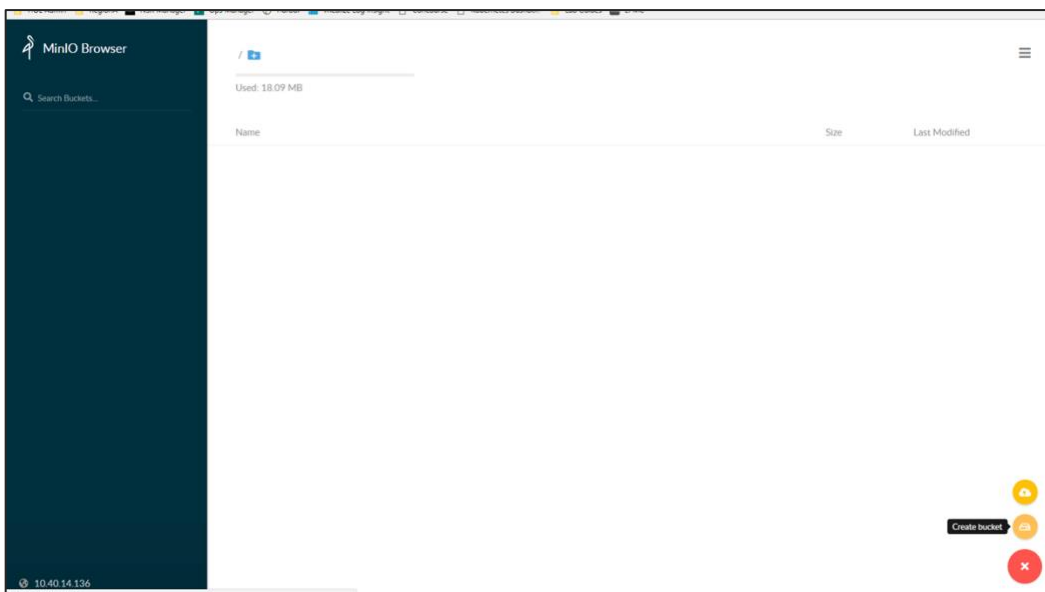 MinIO Browser
Search Buckets...
/
Used: 18.09 MB
Name Size Last Modified
Create bucket
10.40.14.136